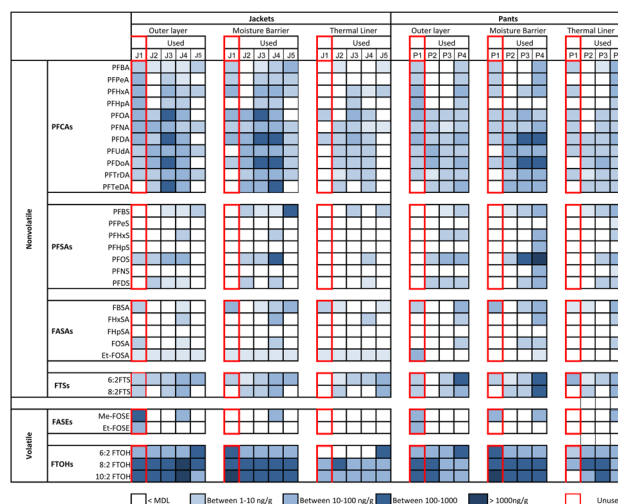 Jackets Pants
Outer layer Moisture Barrier Thermal Liner Outer layer Moisture Barrier Thermal Liner
Used Used Used Used Used Used
J1 J2 J3 J4 J5 J1 J2 J3 J4 J5 J1 J2 J3 J4 J5 P1 P2 P3 P4 P1 P2 P3 P4 P1 P2 P3
Nonvolatile
PFCAs
PFBA
PFPeA
PFHxA
PFHpA
PFOA
PFNA
PFDA
PFUdA
PFDoA
PFTrDA
PFTeDA
PFSAs
PFBS
PFPeS
PFHxS
PFHpS
PFOS
PFNS
PFDS
FASAs
FBSA
FHxSA
FHpSA
FOSA
Et-FOSA
FTSs
6:2FTS
8:2FTS
Volatile
FASEs
Me-FOSE
Et-FOSE
FTOHs
6:2 FTOH
8:2 FTOH
10:2 FTOH
< MDL Between 1-10 ng/g Between 10-100 ng/g Between 100-1000 > 1000ng/g Unuse